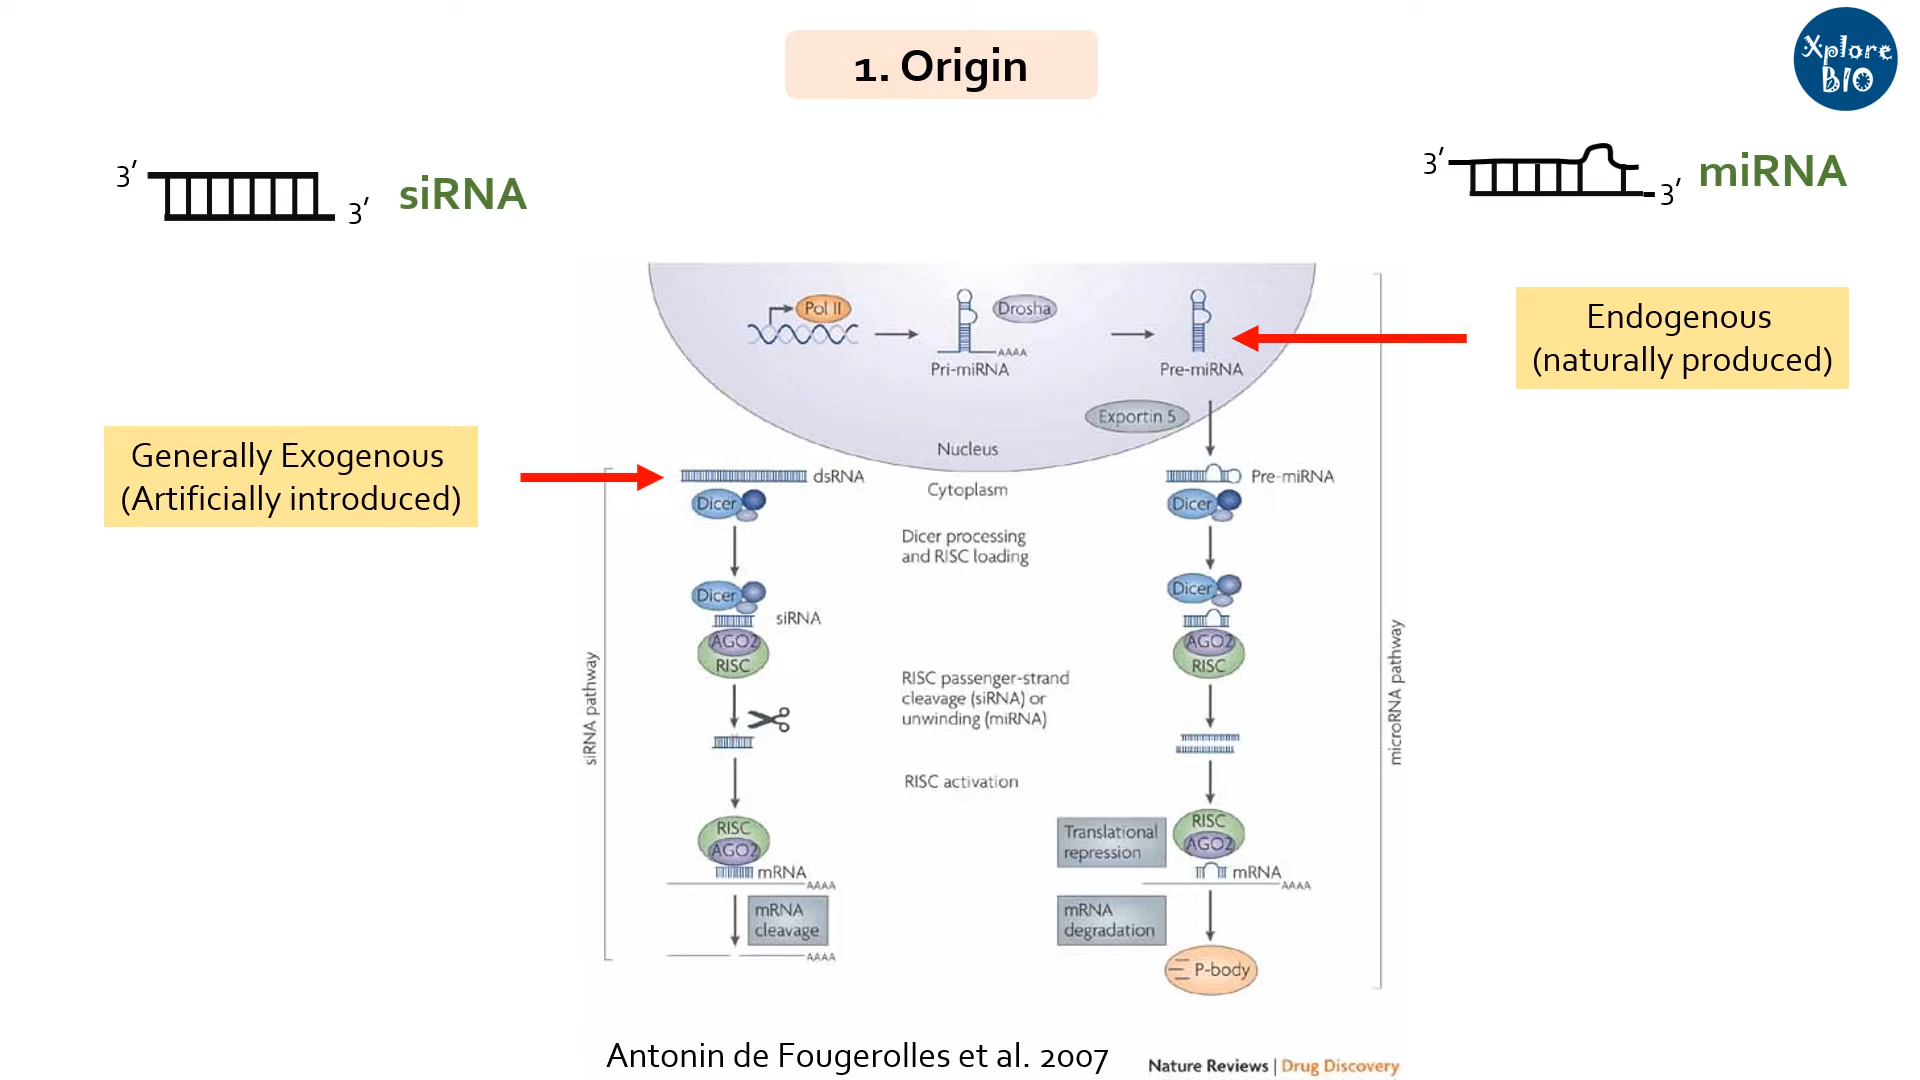 1. Origin
Xplore
BIO
3′
3′
siRNA
3′
3′
miRNA
Endogenous
(naturally produced)
Generally Exogenous
(Artificially introduced)
Pol II
Drosha
AAAA
Pri-miRNA
Pre-miRNA
Exportin 5
Nucleus
dsRNA
Cytoplasm
Pre-miRNA
Dicer
Dicer
Dicer processing
and RISC loading
Dicer
siRNA
Dicer
AGO2
RISC
AGO2
RISC
siRNA pathway
microRNA pathway
RISC passenger-strand
cleavage (siRNA) or
unwinding (miRNA)
RISC activation
RISC
AGO2
mRNA
AAAA
mRNA
cleavage
AAAA
Translational
repression
RISC
AGO2
mRNA
AAAA
mRNA
degradation
P-body
Antonin de Fougerolles et al. 2007
Nature Reviews | Drug Discovery